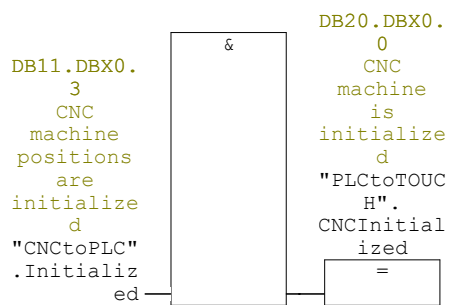 &
DB11.DBX0.
3
CNC
machine
positions
are
initialize
d
"CNCtoPLC"
.Initializ
ed
DB20.DBX0.
0
CNC
machine
is
initialize
d
"PLCtoTOUC
H".
CNCInitial
ized
=